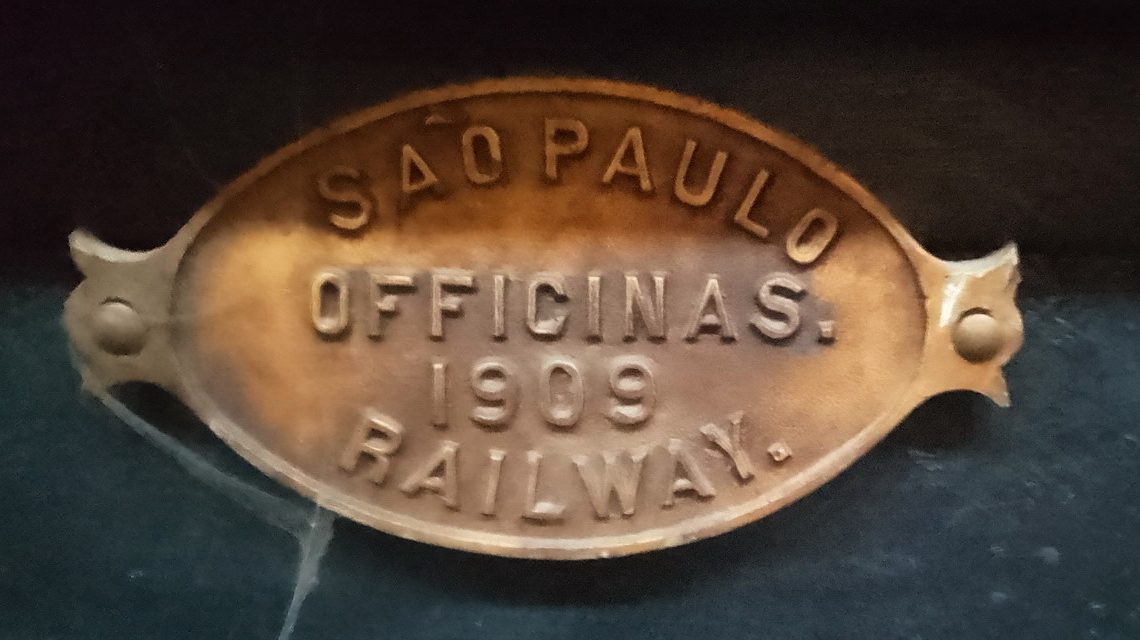 SÃO PAULO
OFFICINAS.
1909
RAILWAY.